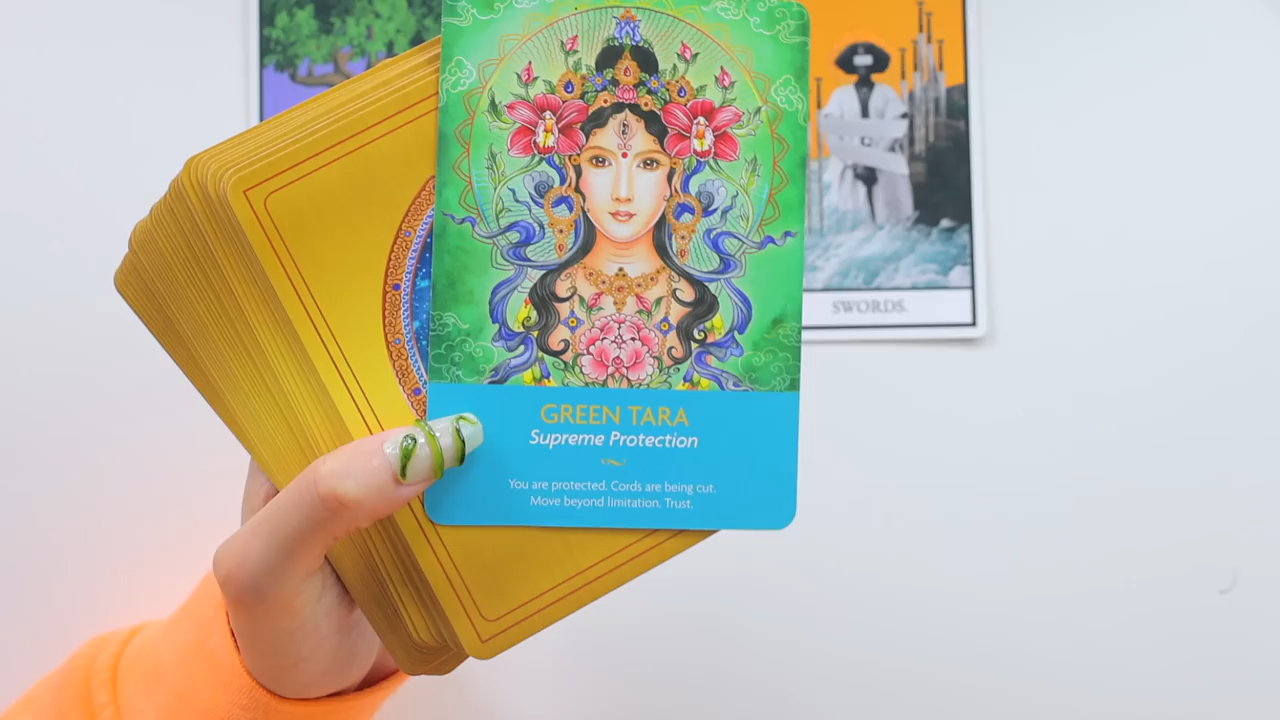 GREEN TARA
Supreme Protection
You are protected. Cords are being cut.
Move beyond limitation. Trust.
SWORDS.